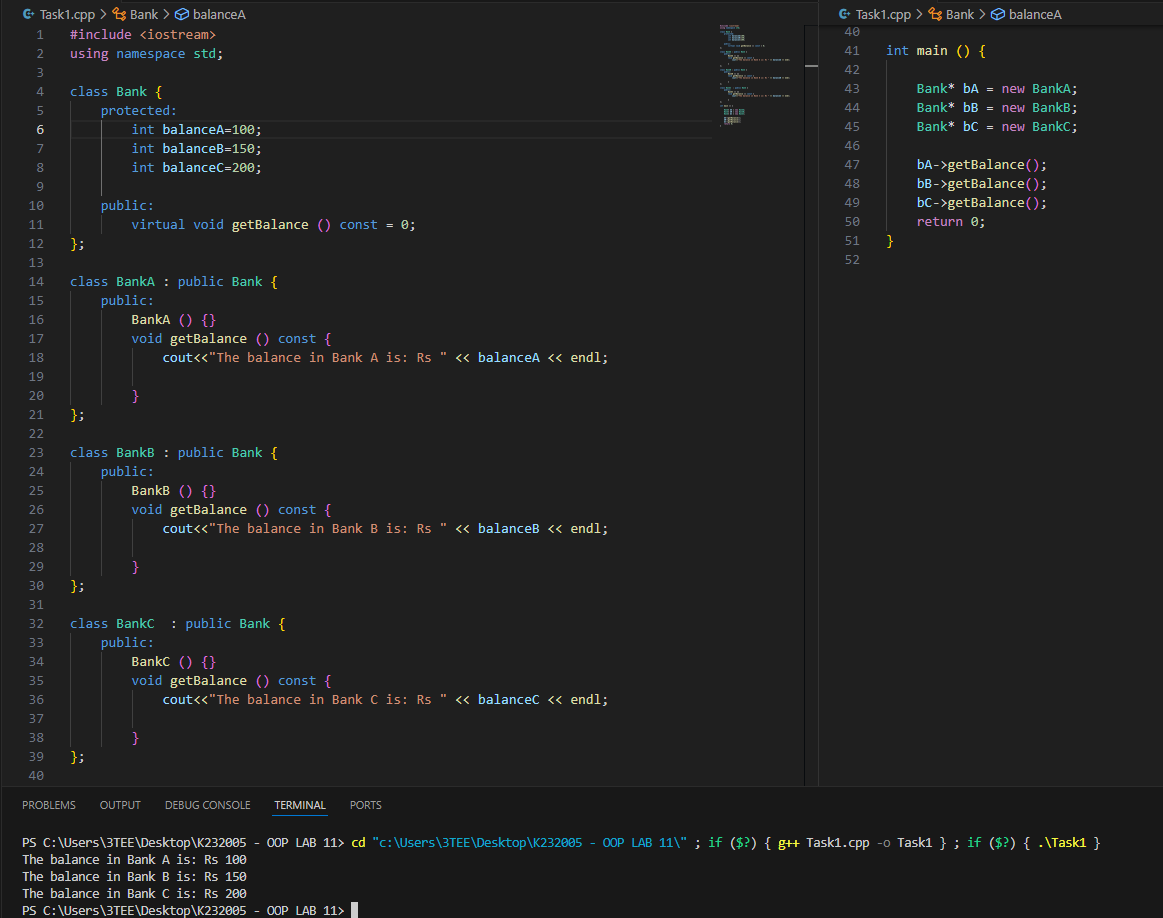 Task1.cpp > Bank > balanceA
1 #include <iostream>
2 using namespace std;
3
4 class Bank {
5 protected:
6 int balanceA=100;
7 int balanceB=150;
8 int balanceC=200;
9
10 public:
11 virtual void getBalance () const = 0;
12 };
13
14 class BankA : public Bank {
15 public:
16 BankA () {}
17 void getBalance () const {
18 cout<<"The balance in Bank A is: Rs " << balanceA << endl;
19
20 }
21 };
22
23 class BankB : public Bank {
24 public:
25 BankB () {}
26 void getBalance () const {
27 cout<<"The balance in Bank B is: Rs " << balanceB << endl;
28
29 }
30 };
31
32 class BankC  : public Bank {
33 public:
34 BankC () {}
35 void getBalance () const {
36 cout<<"The balance in Bank C is: Rs " << balanceC << endl;
37
38 }
39 };
40
Task1.cpp > Bank > balanceA
40
41 int main () {
42
43 Bank* bA = new BankA;
44 Bank* bB = new BankB;
45 Bank* bC = new BankC;
46
47 bA->getBalance();
48 bB->getBalance();
49 bC->getBalance();
50 return 0;
51 }
52
PROBLEMS OUTPUT DEBUG CONSOLE TERMINAL PORTS
PS C:\Users\3TEE\Desktop\K232005 - OOP LAB 11> cd "c:\Users\3TEE\Desktop\K232005 - OOP LAB 11\" ; if ($?) { g++ Task1.cpp -o Task1 } ; if ($?) { .\Task1 }
The balance in Bank A is: Rs 100
The balance in Bank B is: Rs 150
The balance in Bank C is: Rs 200
PS C:\Users\3TEE\Desktop\K232005 - OOP LAB 11>